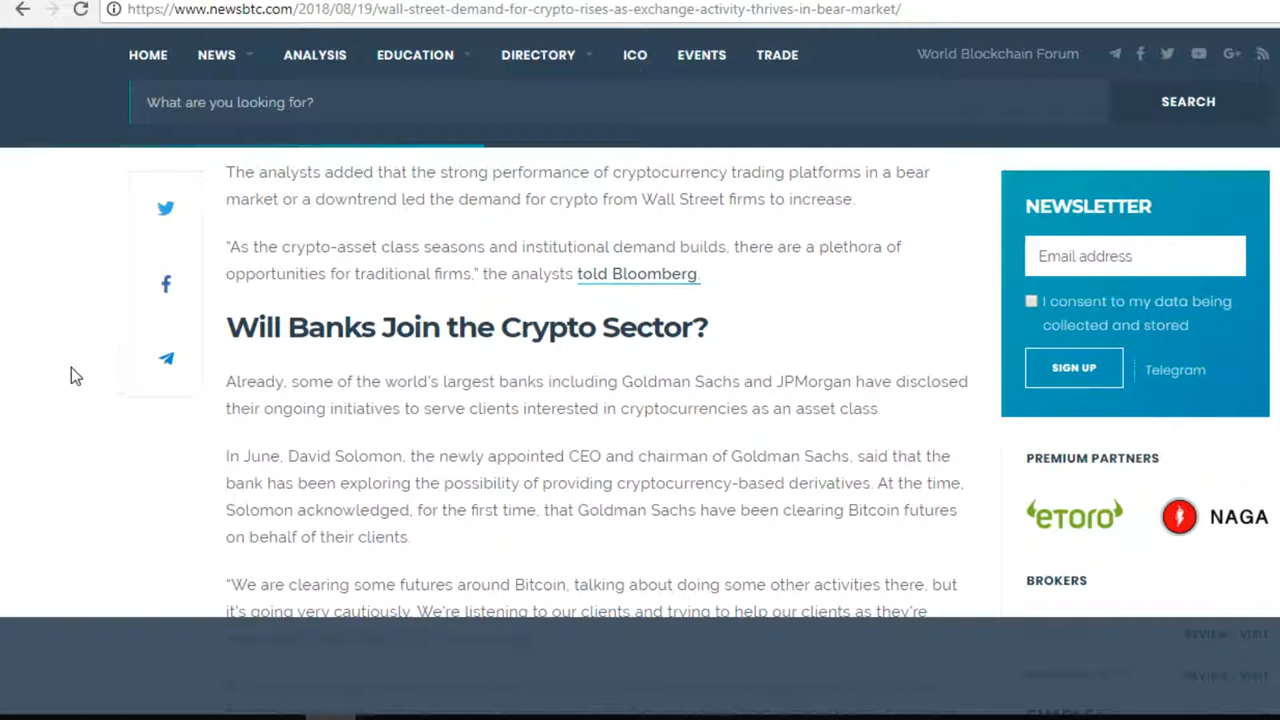 https://www.newsbtc.com/2018/08/19/wall-street-demand-for-crypto-rises-as-exchange-activity-thrives-in-bear-market/
HOME NEWS ANALYSIS EDUCATION DIRECTORY ICO EVENTS TRADE World Blockchain Forum
What are you looking for? SEARCH
The analysts added that the strong performance of cryptocurrency trading platforms in a bear
market or a downtrend led the demand for crypto from Wall Street firms to increase.
“As the crypto-asset class seasons and institutional demand builds, there are a plethora of
opportunities for traditional firms,” the analysts told Bloomberg.
Will Banks Join the Crypto Sector?
Already, some of the world’s largest banks including Goldman Sachs and JPMorgan have disclosed
their ongoing initiatives to serve clients interested in cryptocurrencies as an asset class.
In June, David Solomon, the newly appointed CEO and chairman of Goldman Sachs, said that the
bank has been exploring the possibility of providing cryptocurrency-based derivatives. At the time,
Solomon acknowledged, for the first time, that Goldman Sachs have been clearing Bitcoin futures
on behalf of their clients.
“We are clearing some futures around Bitcoin, talking about doing some other activities there, but
it’s going very cautiously. We’re listening to our clients and trying to help our clients as they’re
NEWSLETTER
Email address
I consent to my data being
collected and stored
SIGN UP Telegram
PREMIUM PARTNERS
eToro NAGA
BROKERS
REVIEW VISIT
REVIEW VISIT